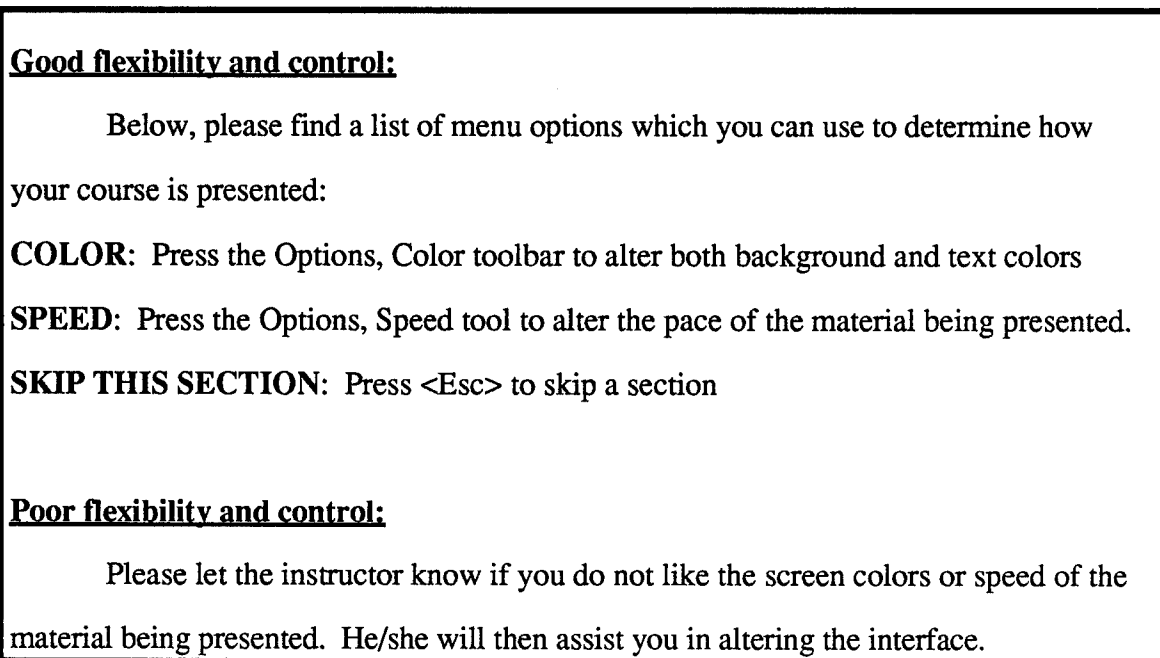 Good flexibility and control:
Below, please find a list of menu options which you can use to determine how
your course is presented:
COLOR: Press the Options, Color toolbar to alter both background and text colors
SPEED: Press the Options, Speed tool to alter the pace of the material being presented.
SKIP THIS SECTION: Press <Esc> to skip a section
Poor flexibility and control:
Please let the instructor know if you do not like the screen colors or speed of the
material being presented. He/she will then assist you in altering the interface.